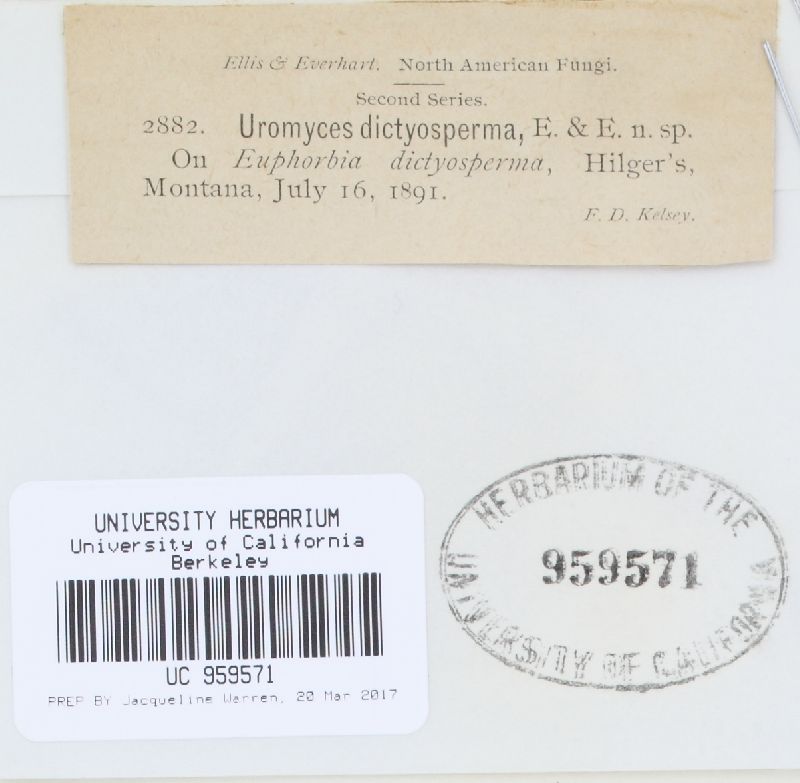 Ellis & Everhart. North American Fungi.
Second Series.
2882. Uromyces dictyosperma, E. & E. n. sp.
On Euphorbia dictyosperma, Hilger's,
Montana, July 16, 1891.
F. D. Kelsey.
HERBARIUM OF THE
959571
UNIVERSITY OF CALIFORNIA
UNIVERSITY HERBARIUM
University of California
Berkeley
UC 959571
PREP BY Jacqueline Warren, 20 Mar 2017